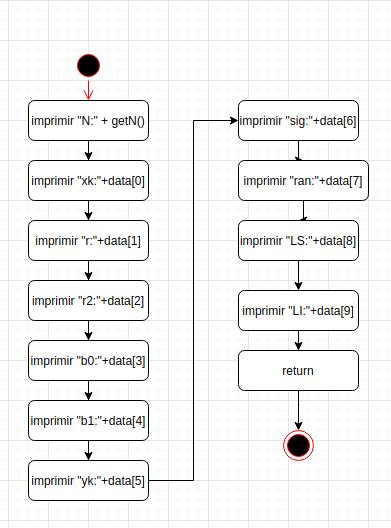 imprimir "N:" + getN()
imprimir "xk:"+data[0]
imprimir "r:"+data[1]
imprimir "r2:"+data[2]
imprimir "b0:"+data[3]
imprimir "b1:"+data[4]
imprimir "yk:"+data[5]
imprimir "sig:"+data[6]
imprimir "ran:"+data[7]
imprimir "LS:"+data[8]
imprimir "LI:"+data[9]
return